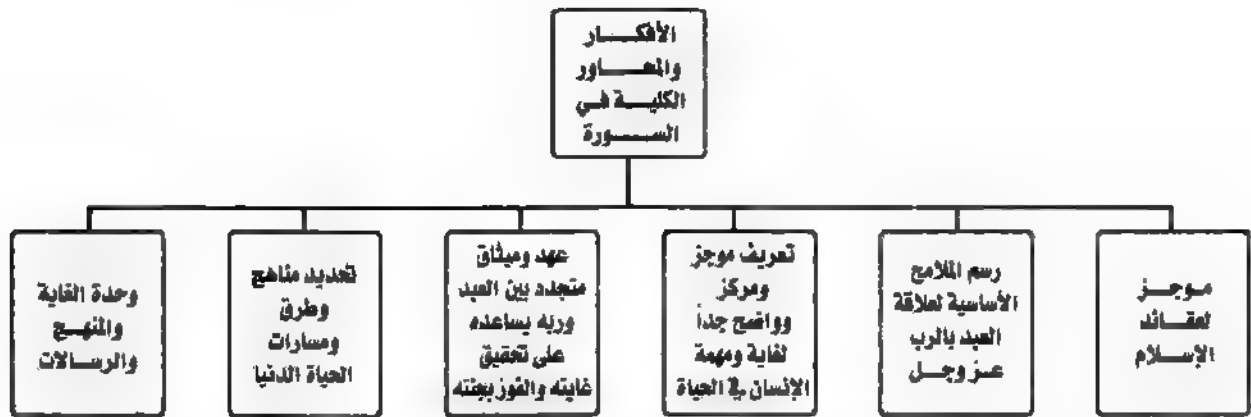 الأفكار
والمحاور
الكلية في
السورة
موجز
لعقائد
الإسلام
رسم الملامح
الأساسية لعلاقة
العبد بالرب
عز وجل
تعريف موجز
ومركز
وواضح جداً
لغاية ومهمة
الإنسان في الحياة
عهد وميثاق
متجدد بين العبد
وربه يساعده
على تحقيق
غايته والفوز بجنته
تحديد مناهج
وطرق
ومسارات
الحياة الدنيا
وحدة الغاية
والمنهج
والرسالات